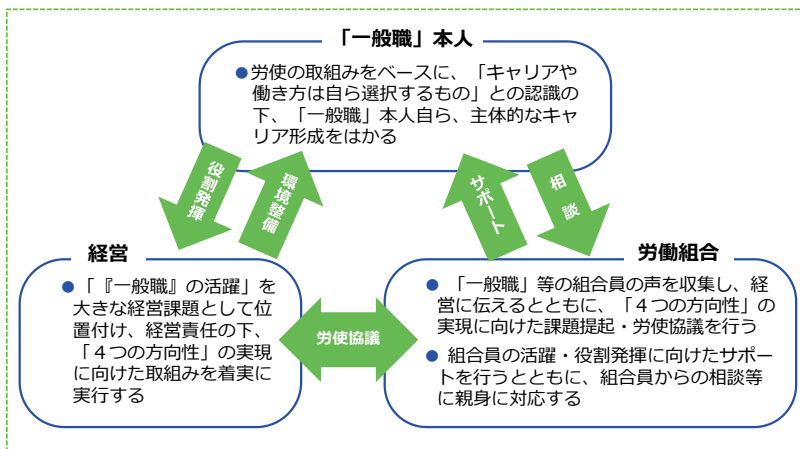 「一般職」本人
●労使の取組みをベースに、「キャリアや
働き方は自ら選択するもの」との認識の
下、「一般職」本人自ら、主体的なキャ
リア形成をはかる
役割発揮
環境整備
サポート
相談
経営
● 「『一般職』の活躍」を
大きな経営課題として位
置付け、経営責任の下、
「４つの方向性」の実現
に向けた取組みを着実に
実行する
労使協議
労働組合
● 「一般職」等の組合員の声を収集し、経
営に伝えるとともに、「４つの方向性」の
実現に向けた課題提起・労使協議を行う
● 組合員の活躍・役割発揮に向けたサポー
トを行うとともに、組合員からの相談等
に親身に対応する